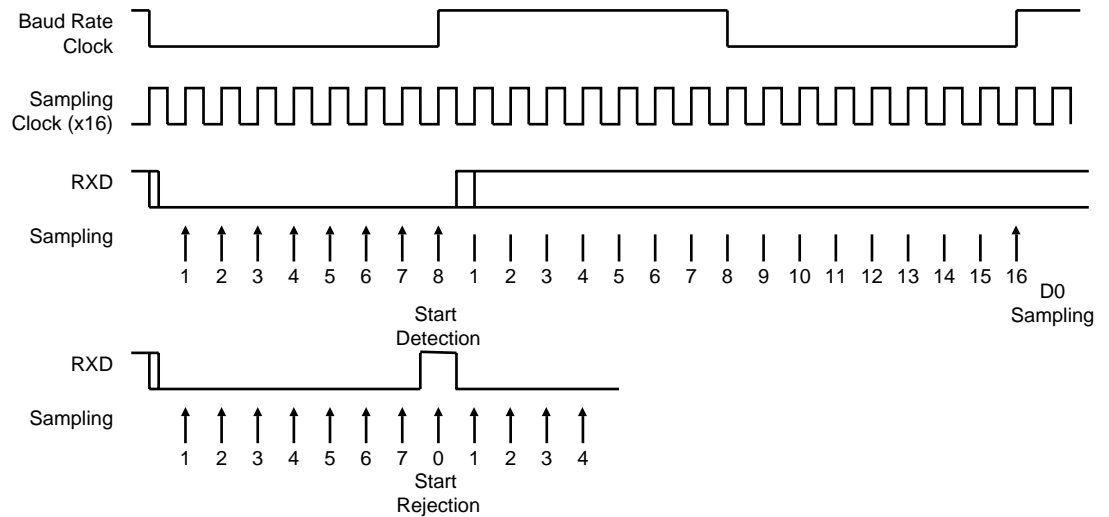 Baud Rate
Clock
Sampling
Clock (x16)
RXD
Sampling
1 2 3 4 5 6 7 8 1 2 3 4 5 6 7 8 9 10 11 12 13 14 15 16
D0
Sampling
Start
Detection
RXD
Sampling
1 2 3 4 5 6 7 0 1 2 3 4
Start
Rejection